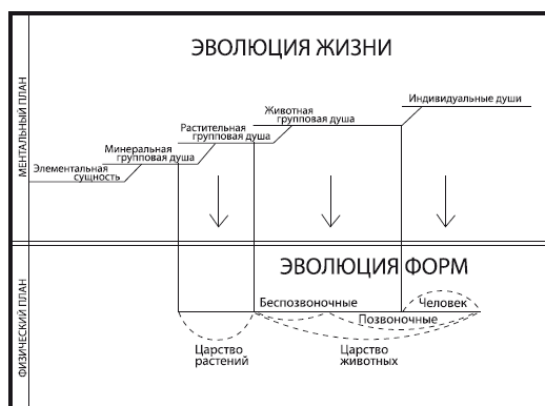 ЭВОЛЮЦИЯ ЖИЗНИ
МЕНТАЛЬНЫЙ ПЛАН
Индивидуальные души
Животная
групповая душа
Растительная
групповая душа
Минеральная
групповая душа
Элементальная
сущность
ЭВОЛЮЦИЯ ФОРМ
ФИЗИЧЕСКИЙ ПЛАН
Беспозвоночные
Человек
Позвоночные
Царство
растений
Царство
животных